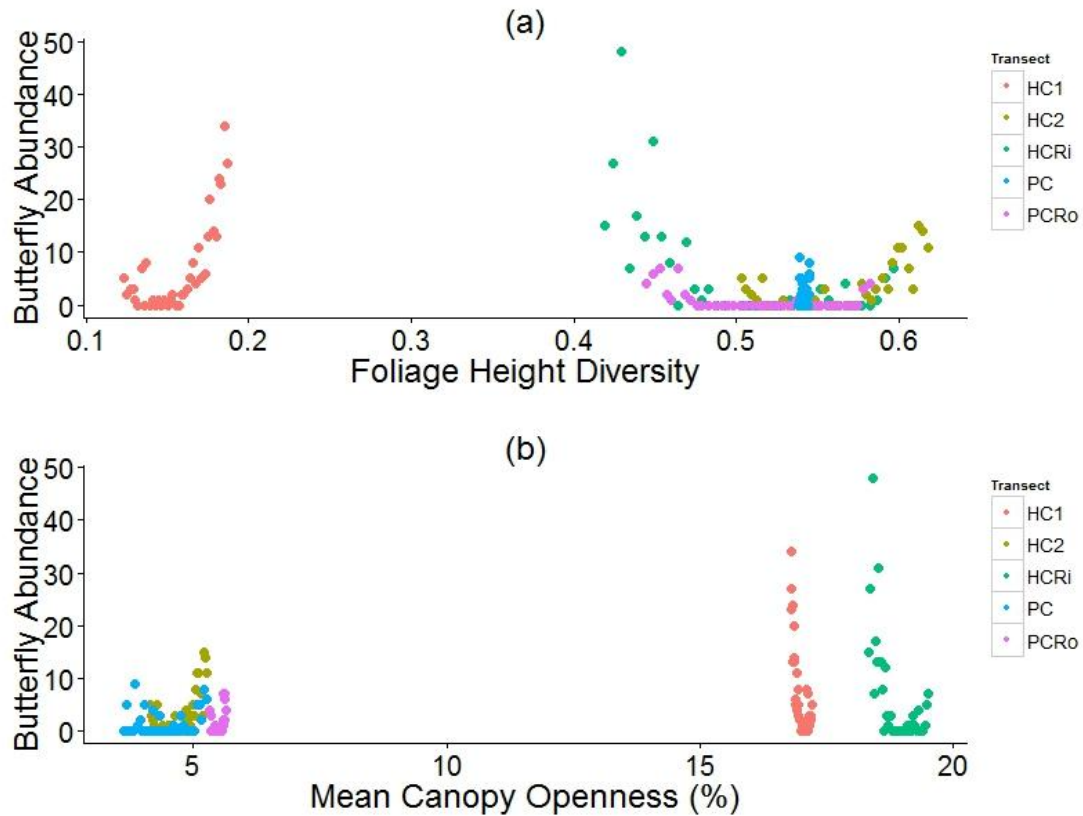 (a)
Butterfly Abundance
50
40
30
20
10
0
0.1 0.2 0.3 0.4 0.5 0.6
Foliage Height Diversity
Transect
HC1
HC2
HCRi
PC
PCRo
(b)
Butterfly Abundance
50
40
30
20
10
0
5 10 15 20
Mean Canopy Openness (%)
Transect
HC1
HC2
HCRi
PC
PCRo